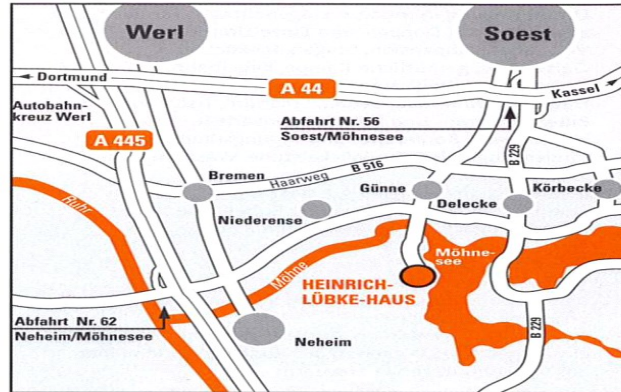 Werl
Soest
Dortmund
A 44
Kassel
Autobahn-
kreuz Werl
A 445
Abfahrt Nr. 56
Soest/Möhnesee
B 229
B 516
Haarweg
Bremen
Günne
Körbecke
Delecke
Niederense
Ruhr
Möhne
Möhne-
see
HEINRICH-
LÜBKE-HAUS
Abfahrt Nr. 62
Neheim/Möhnesee
Neheim
B 229